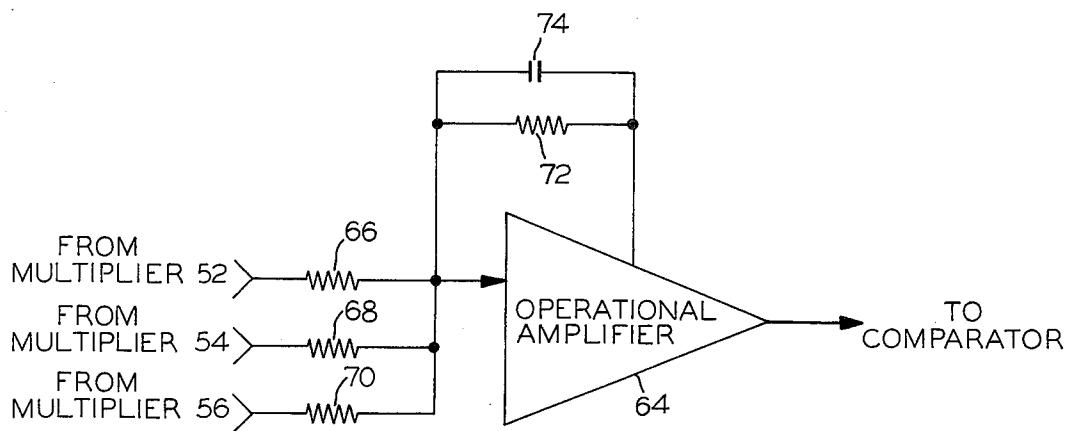 74
72
66
FROM
MULTIPLIER 52
68
FROM
MULTIPLIER 54
70
FROM
MULTIPLIER 56
OPERATIONAL
AMPLIFIER
64
TO
COMPARATOR